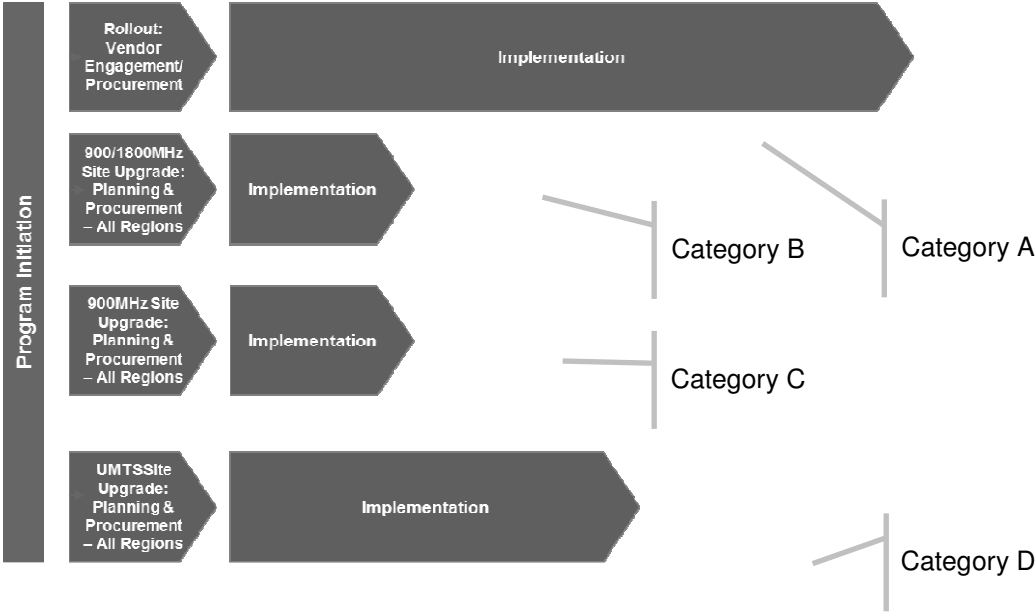 Program Initiation
Rollout:
Vendor
Engagement/
Procurement
Implementation
900/1800MHz
Site Upgrade:
Planning &
Procurement
– All Regions
Implementation
Category B
Category A
900MHz Site
Upgrade:
Planning &
Procurement
– All Regions
Implementation
Category C
UMTSSite
Upgrade:
Planning &
Procurement
– All Regions
Implementation
Category D